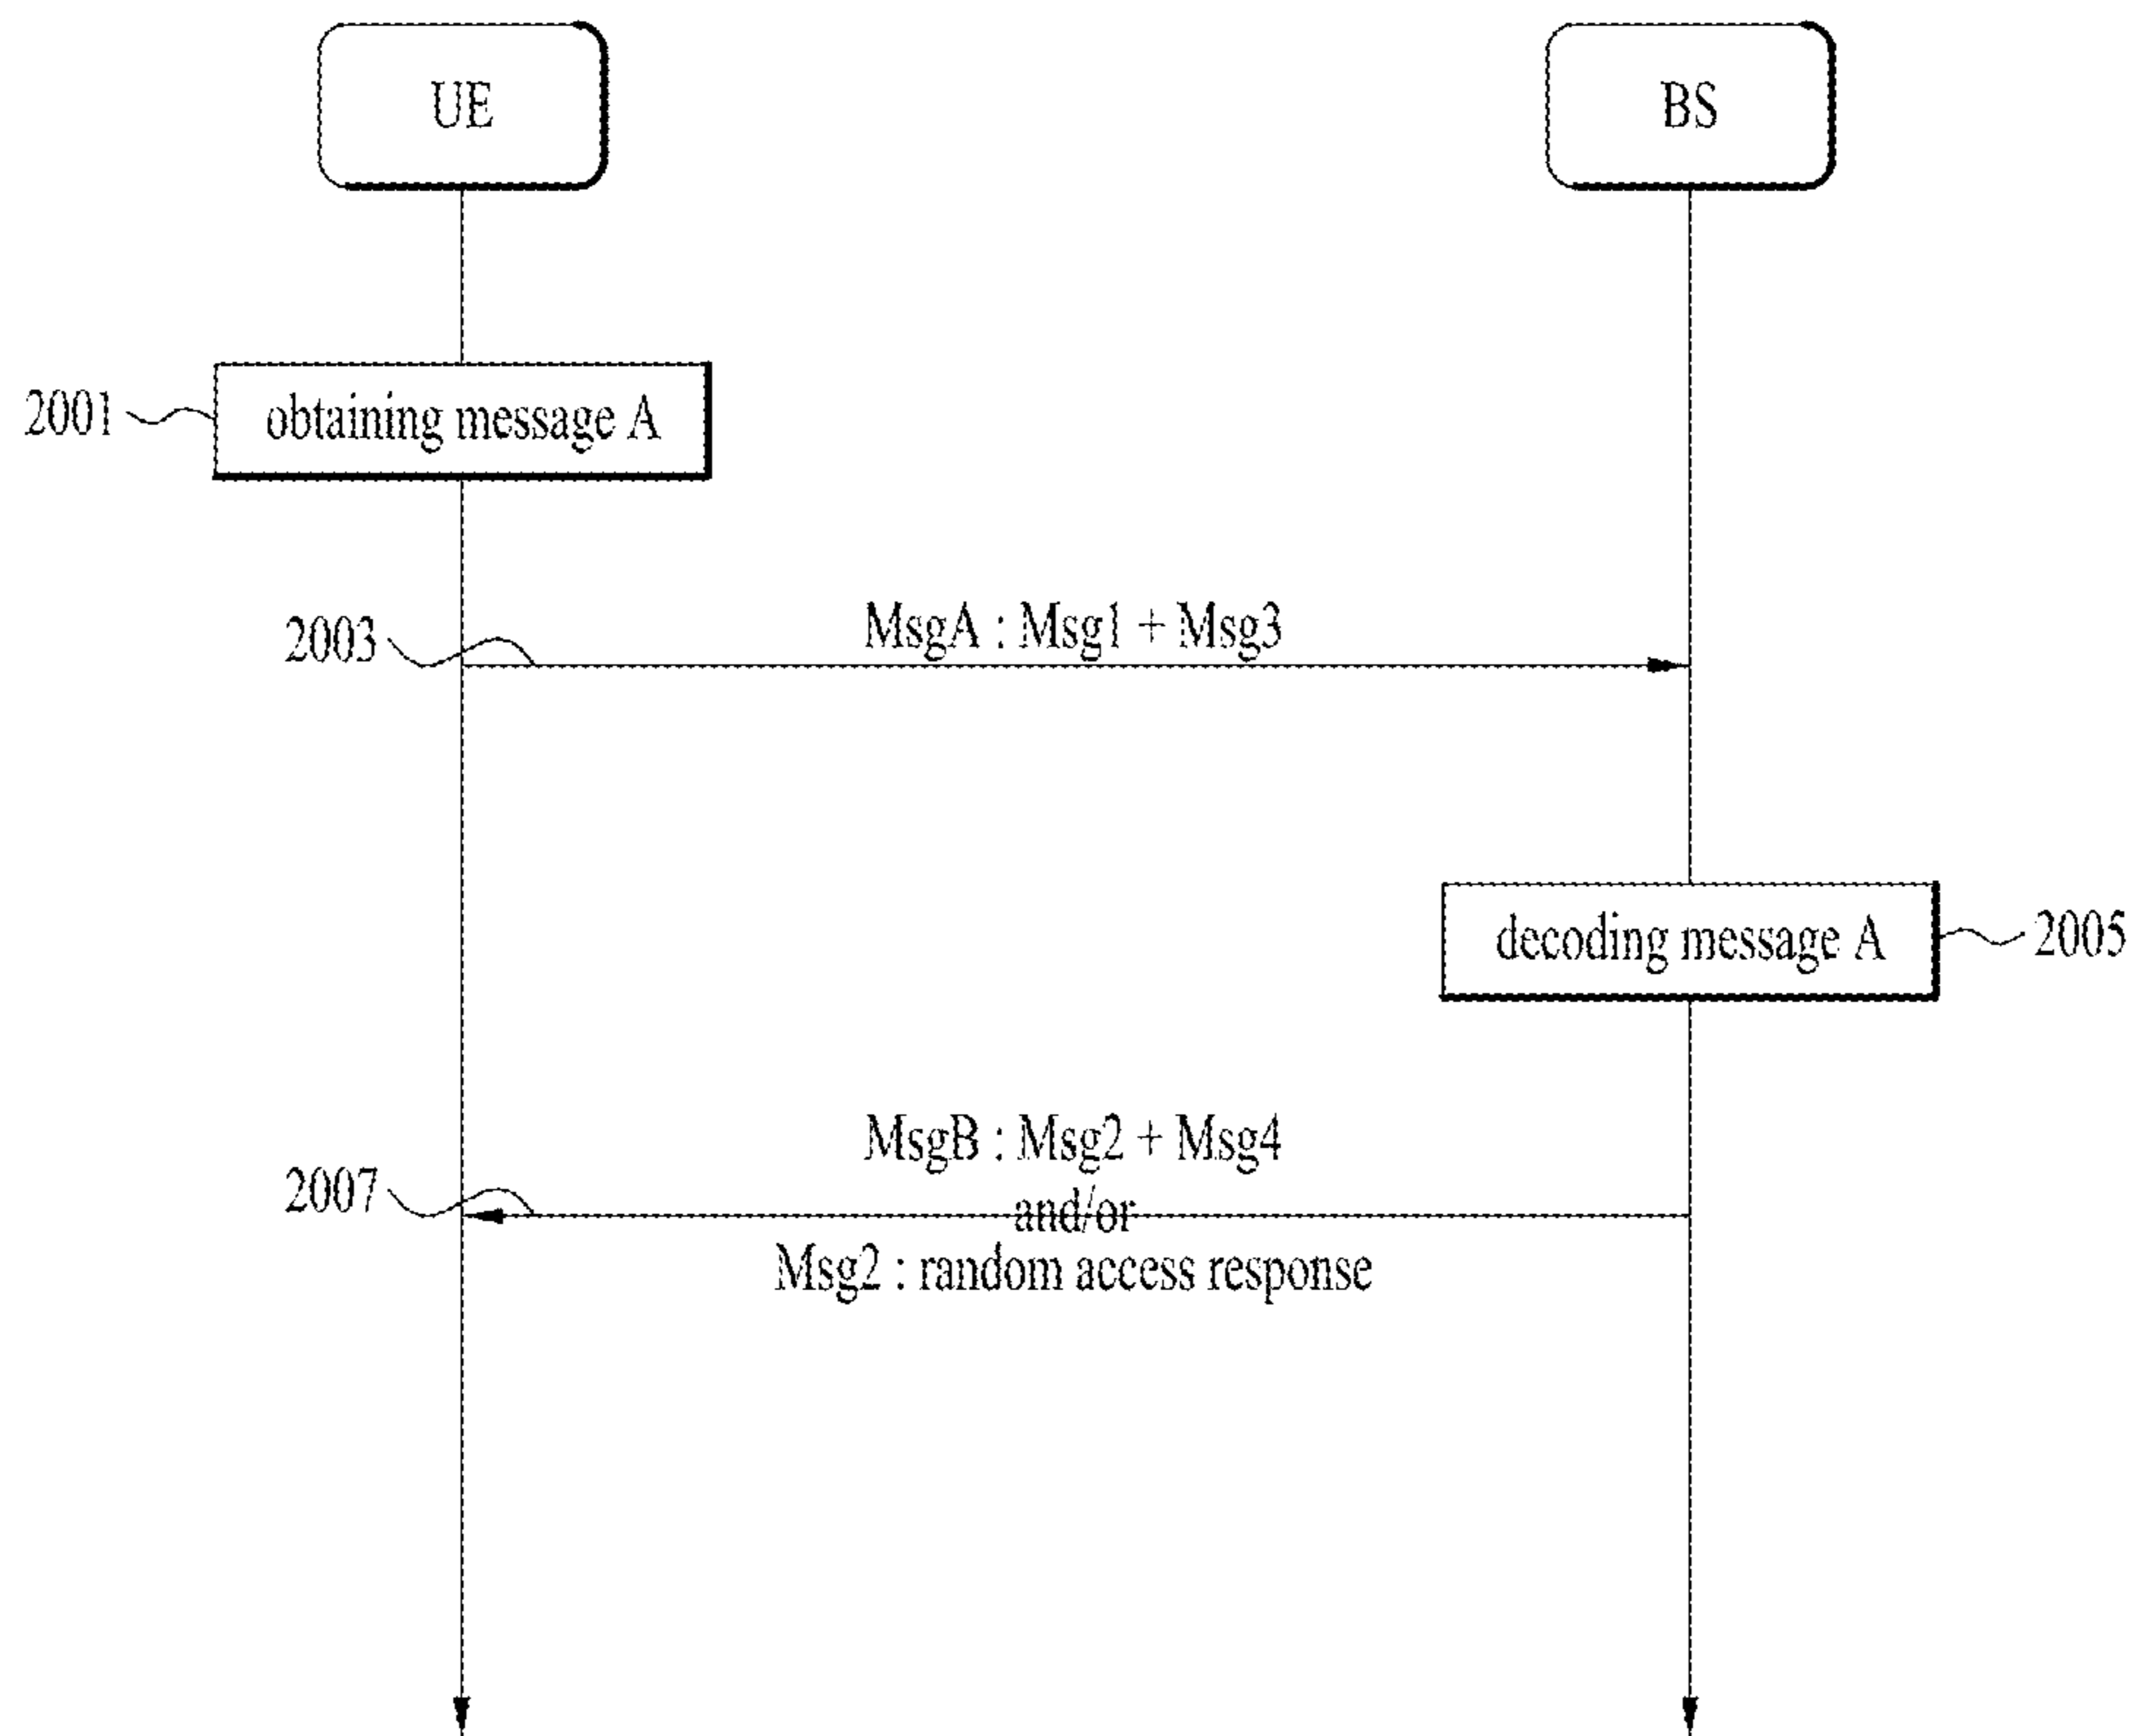 UE
BS
2001
obtaining message A
2003
MsgA : Msg1 + Msg3
decoding message A
2005
MsgB : Msg2 + Msg4
2007
and/or
Msg2 : random access response